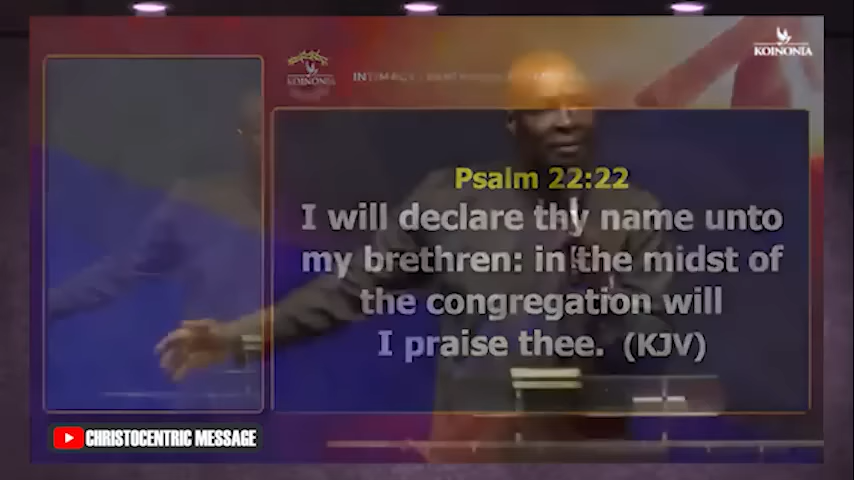 KOINONIA
KOINONIA
Psalm 22:22
I will declare thy name unto
my brethren: in the midst of
the congregation will
I praise thee. (KJV)
CHRISTOCENTRIC MESSAGE